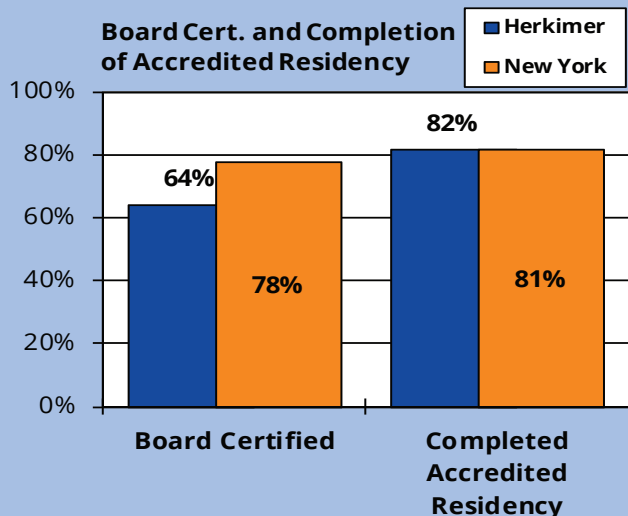 Board Cert. and Completion
of Accredited Residency
Herkimer
New York
100%
80%
60%
40%
20%
0%
64%
78%
82%
81%
Board Certified
Completed
Accredited
Residency